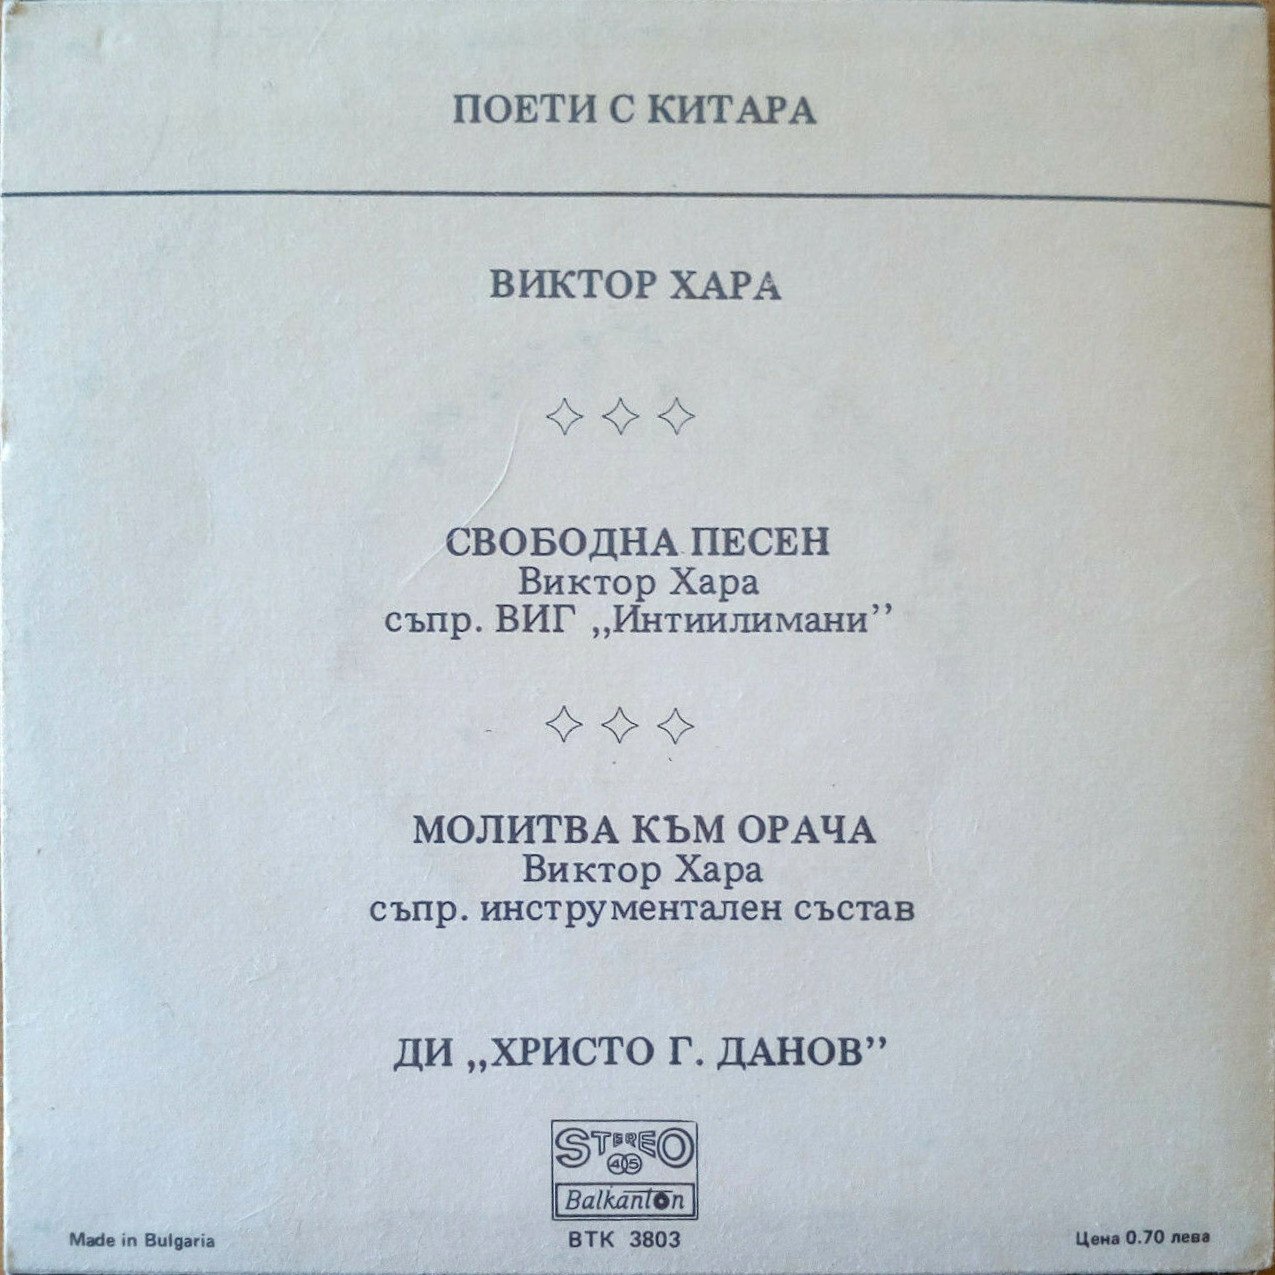 ПОЕТИ С КИТАРА
ВИКТОР ХАРА
СВОБОДНА ПЕСЕН
Виктор Хара
съпр. ВИГ „Интиилимани”
МОЛИТВА КЪМ ОРАЧА
Виктор Хара
съпр. инструментален състав
ДИ „ХРИСТО Г. ДАНОВ”
STEREO
45
Balkanton
Made in Bulgaria
ВТК 3803
Цена 0.70 лева